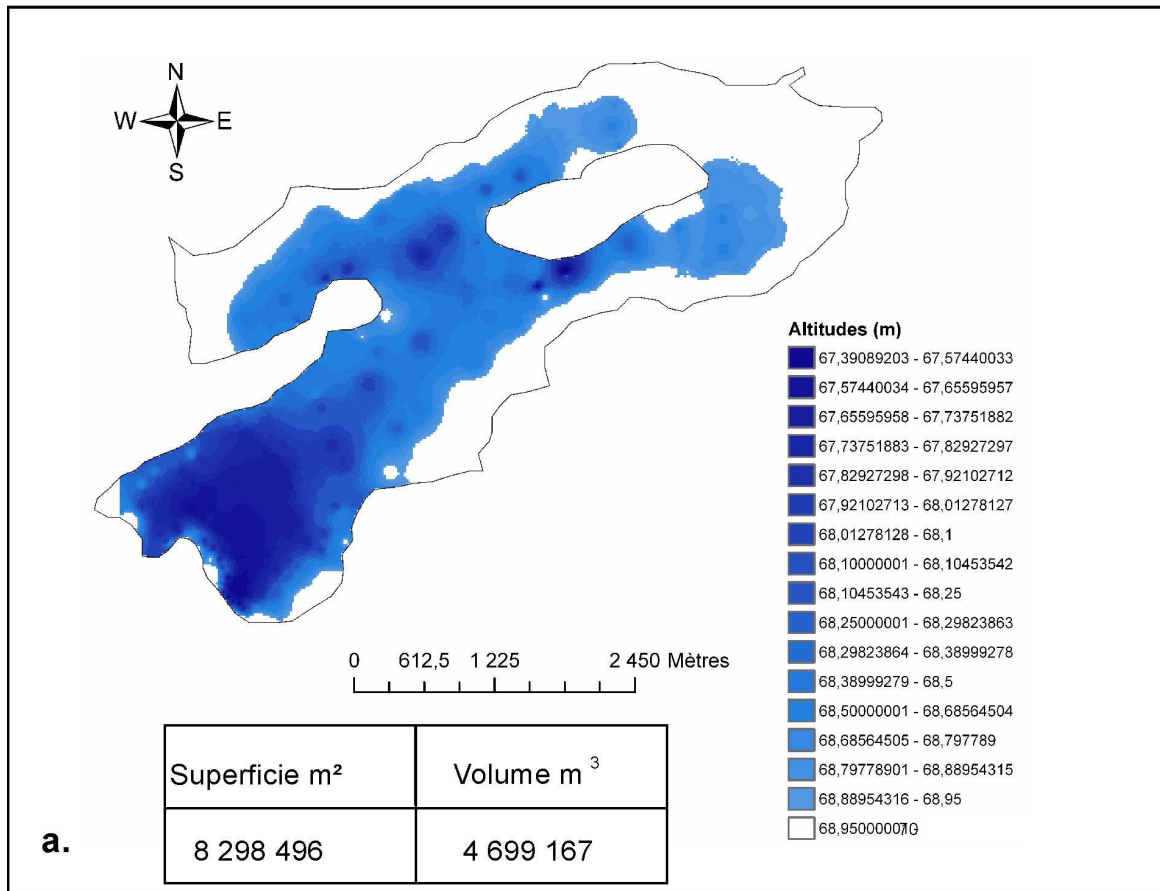 N
W E
S
Altitudes (m)
67,39089203 - 67,57440033
67,57440034 - 67,65595957
67,65595958 - 67,73751882
67,73751883 - 67,82927297
67,82927298 - 67,92102712
67,92102713 - 68,01278127
68,01278128 - 68,1
68,10000001 - 68,10453542
68,10453543 - 68,25
68,25000001 - 68,29823863
68,29823864 - 68,38999278
68,38999279 - 68,5
68,50000001 - 68,68564504
68,68564505 - 68,797789
68,79778901 - 68,88954315
68,88954316 - 68,95
0 612,5 1 225 2 450 Mètres
Superficie m² Volume m³
8 298 496 4 699 167
a.